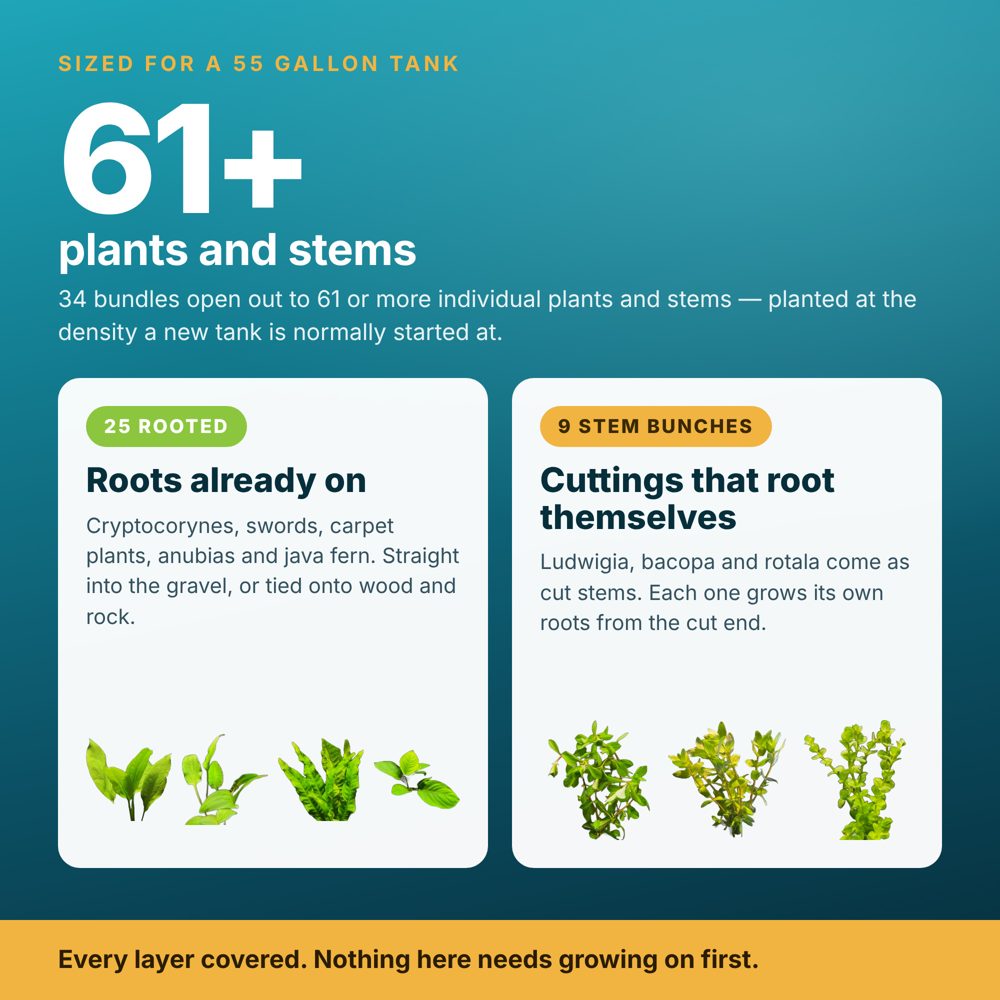 SIZED FOR A 55 GALLON TANK
61+
plants and stems
34 bundles open out to 61 or more individual plants and stems — planted at the
density a new tank is normally started at.
25 ROOTED
Roots already on
Cryptocorynes, swords, carpet
plants, anubias and java fern. Straight
into the gravel, or tied onto wood and
rock.
9 STEM BUNCHES
Cuttings that root
themselves
Ludwigia, bacopa and rotala come as
cut stems. Each one grows its own
roots from the cut end.
Every layer covered. Nothing here needs growing on first.